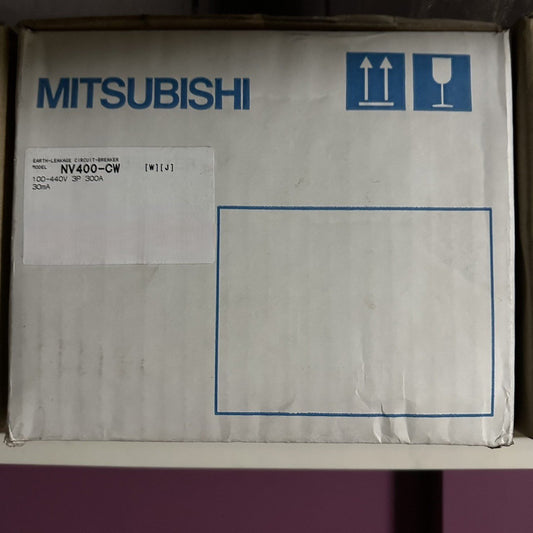 MITSUBISHI
EARTH-LEAKAGE CIRCUIT-BREAKER
MODEL NV400-CW [W][J]
100-440V 3P 300A
30mA